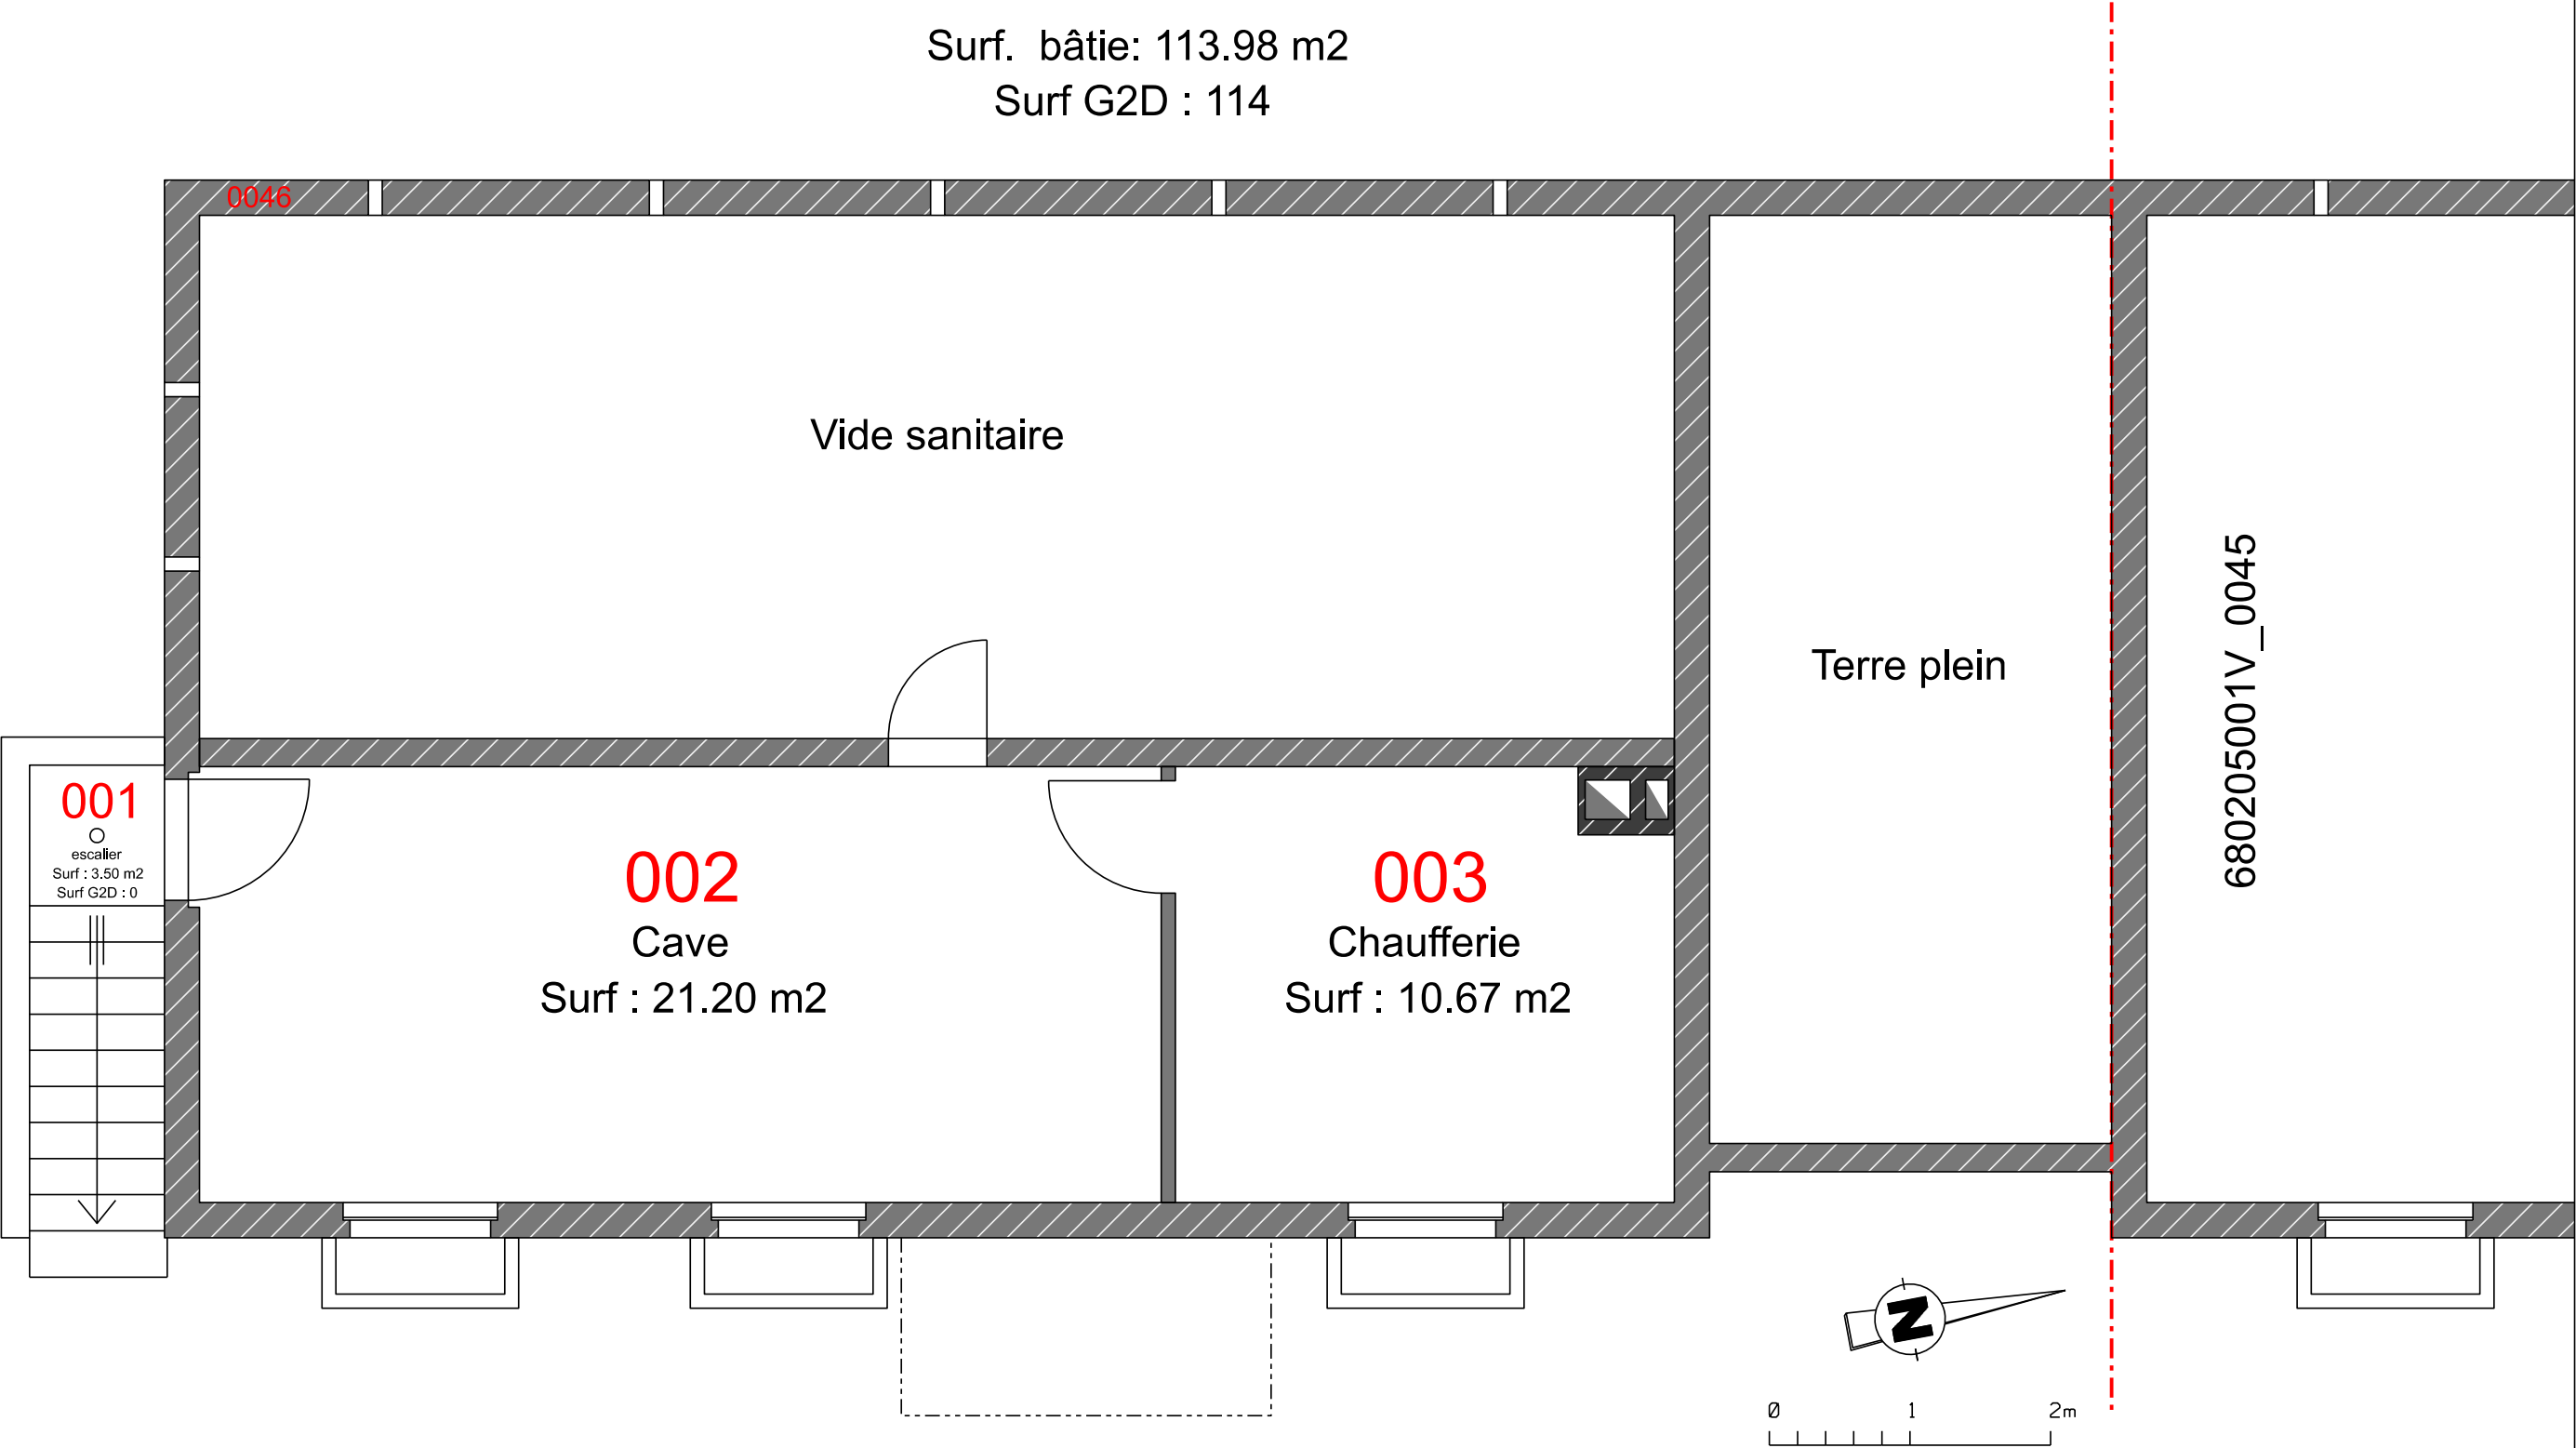 Surf.  bâtie: 113.98 m2
Surf G2D : 114
0046
Vide sanitaire
Terre plein
680205001V_0045
001
escalier
Surf : 3.50 m2
Surf G2D : 0
002
Cave
Surf : 21.20 m2
003
Chaufferie
Surf : 10.67 m2
N
0 1 2m